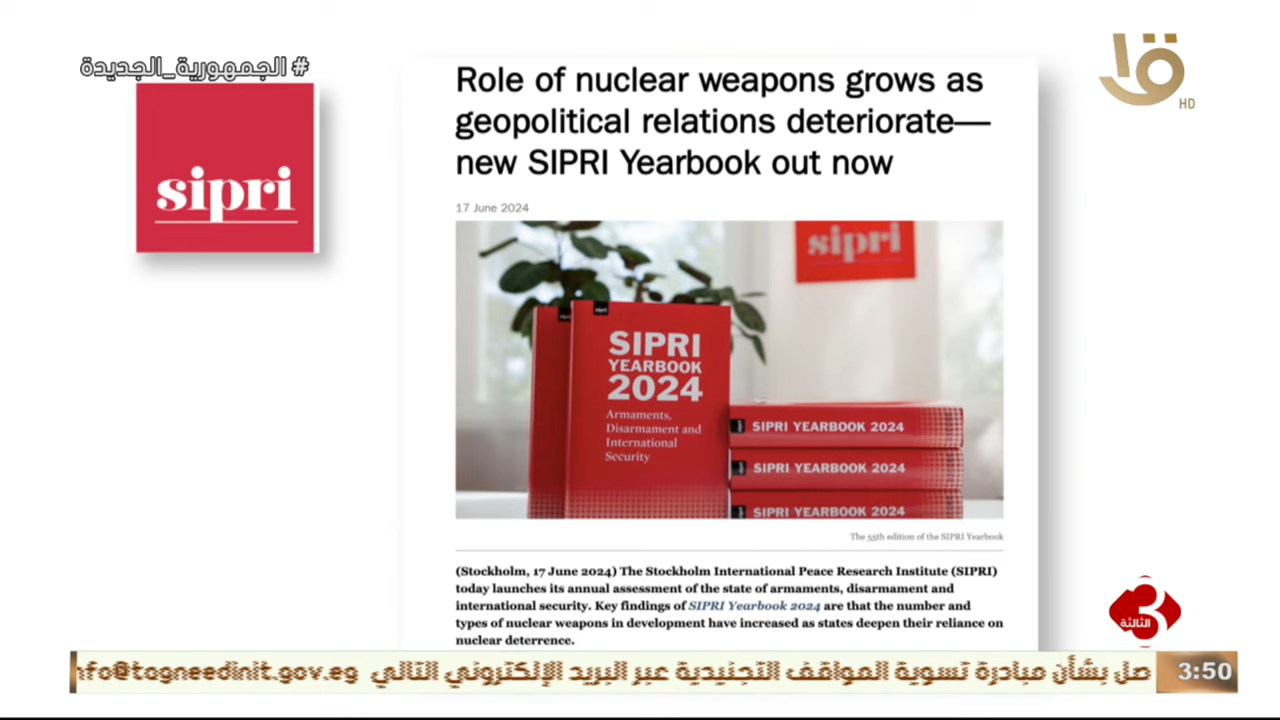 # الجمهورية_الجديدة
HD
sipri
Role of nuclear weapons grows as
geopolitical relations deteriorate—
new SIPRI Yearbook out now
17 June 2024
sipri
SIPRI
YEARBOOK
2024
Armaments,
Disarmament and
International
Security
SIPRI YEARBOOK 2024
SIPRI YEARBOOK 2024
SIPRI YEARBOOK 2024
The 55th edition of the SIPRI Yearbook
(Stockholm, 17 June 2024) The Stockholm International Peace Research Institute (SIPRI)
today launches its annual assessment of the state of armaments, disarmament and
international security. Key findings of SIPRI Yearbook 2024 are that the number and
types of nuclear weapons in development have increased as states deepen their reliance on
nuclear deterrence.
3
الثالثة
صل بشأن مبادرة تسوية المواقف التجنيدية عبر البريد الإلكتروني التالي nfo@tagneedinit.gov.eg
3:50